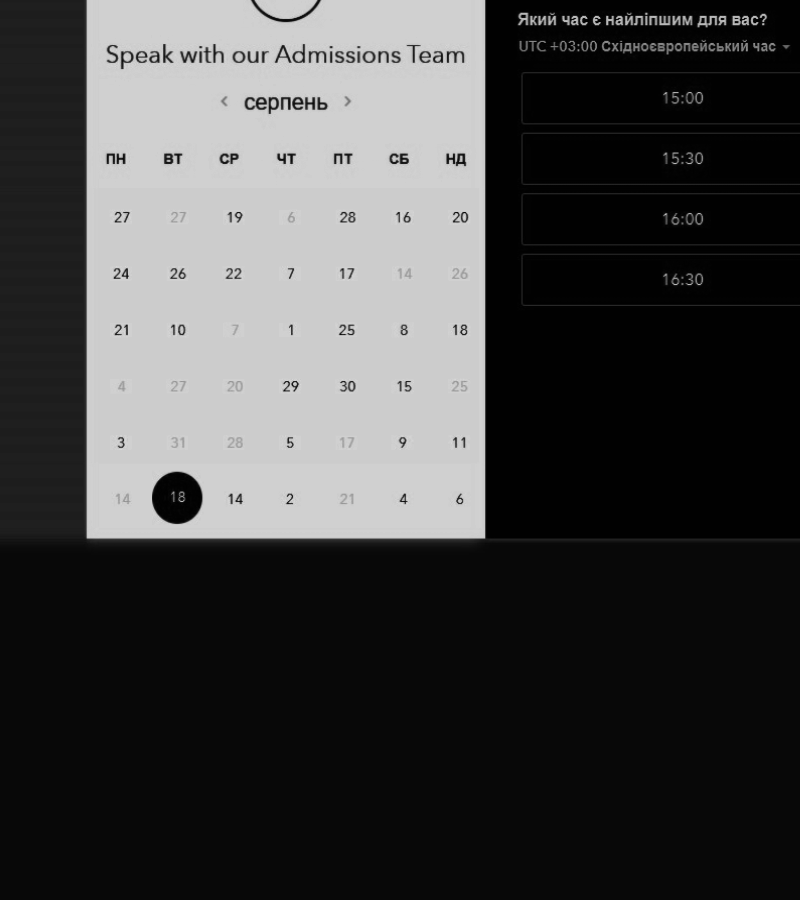 Speak with our Admissions Team
< серпень >
ПН ВТ СР ЧТ ПТ СБ НД
27 27 19 6 28 16 20
24 26 22 7 17 14 26
21 10 7 1 25 8 18
4 27 20 29 30 15 25
3 31 28 5 17 9 11
14 18 14 2 21 4 6
Який час є найліпшим для вас?
UTC +03:00 Східноєвропейський час
15:00
15:30
16:00
16:30